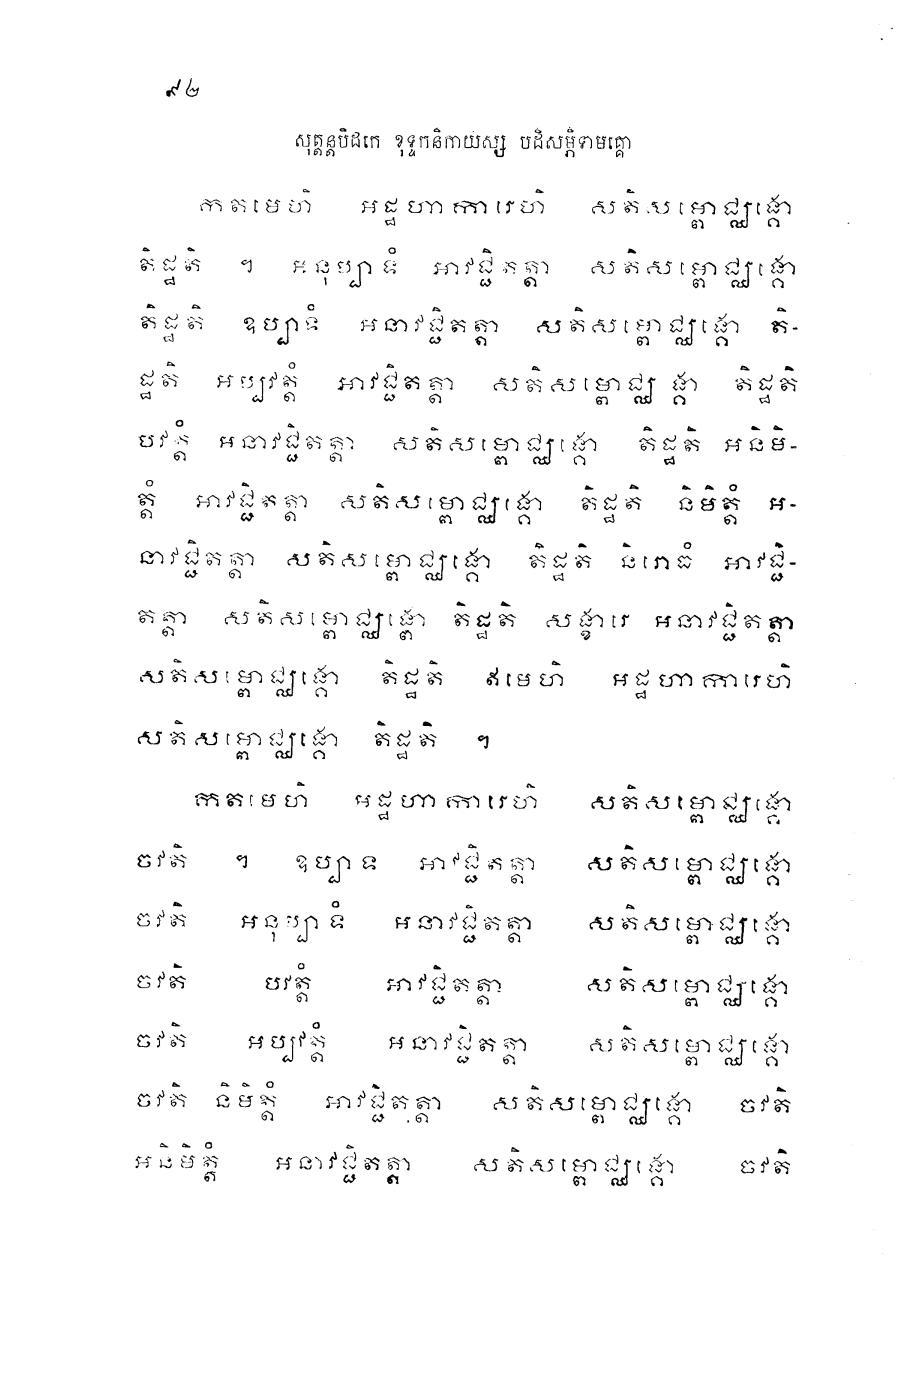 ៩២
សុត្តន្តបិដកេ ខុទ្ទកនិកាយស្ស បដិសម្ភិទាមគ្គោ
កតមេហិ អដ្ឋហាការេហិ សតិសម្ពោជ្ឈង្គោ
តិដ្ឋតិ ។ អនុប្បាទំ អាវជ្ជិតត្តា សតិសម្ពោជ្ឈង្គោ
តិដ្ឋតិ ឧប្បាទំ អនាវជ្ជិតត្តា សតិសម្ពោជ្ឈង្គោ តិ-
ដ្ឋតិ អប្បវត្តំ អាវជ្ជិតត្តា សតិសម្ពោជ្ឈង្គោ តិដ្ឋតិ
បវត្តំ អនាវជ្ជិតត្តា សតិសម្ពោជ្ឈង្គោ តិដ្ឋតិ អនិមិ-
ត្តំ អាវជ្ជិតត្តា សតិសម្ពោជ្ឈង្គោ តិដ្ឋតិ និមិត្តំ អ-
នាវជ្ជិតត្តា សតិសម្ពោជ្ឈង្គោ តិដ្ឋតិ និរោធំ អាវជ្ជិ-
តត្តា សតិសម្ពោជ្ឈង្គោ តិដ្ឋតិ សង្ខារេ អនាវជ្ជិតត្តា
សតិសម្ពោជ្ឈង្គោ តិដ្ឋតិ ឥមេហិ អដ្ឋហាការេហិ
សតិសម្ពោជ្ឈង្គោ តិដ្ឋតិ ។
កតមេហិ អដ្ឋហាការេហិ សតិសម្ពោជ្ឈង្គោ
ចវតិ ។ ឧប្បាទំ អាវជ្ជិតត្តា សតិសម្ពោជ្ឈង្គោ
ចវតិ អនុប្បាទំ អនាវជ្ជិតត្តា សតិសម្ពោជ្ឈង្គោ
ចវតិ បវត្តំ អាវជ្ជិតត្តា សតិសម្ពោជ្ឈង្គោ
ចវតិ អប្បវត្តំ អនាវជ្ជិតត្តា សតិសម្ពោជ្ឈង្គោ
ចវតិ និមិត្តំ អាវជ្ជិតត្តា សតិសម្ពោជ្ឈង្គោ ចវតិ
អនិមិត្តំ អនាវជ្ជិតត្តា សតិសម្ពោជ្ឈង្គោ ចវតិ